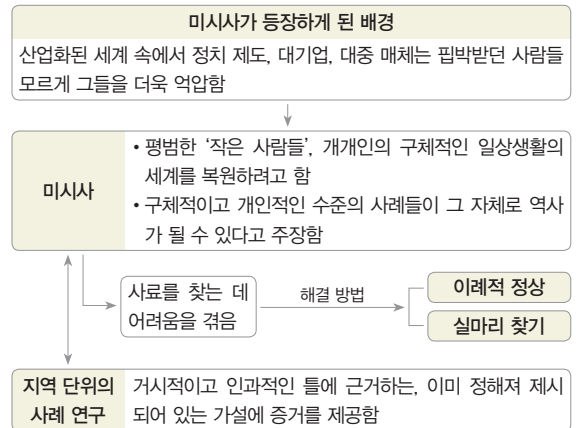 미시사가 등장하게 된 배경
산업화된 세계 속에서 정치 제도, 대기업, 대중 매체는 핍박받던 사람들
모르게 그들을 더욱 억압함
미시사
• 평범한 ‘작은 사람들’, 개개인의 구체적인 일상생활의
세계를 복원하려고 함
• 구체적이고 개인적인 수준의 사례들이 그 자체로 역사
가 될 수 있다고 주장함
사료를 찾는 데
어려움을 겪음
해결 방법
이례적 정상
실마리 찾기
지역 단위의
사례 연구
거시적이고 인과적인 틀에 근거하는, 이미 정해져 제시
되어 있는 가설에 증거를 제공함